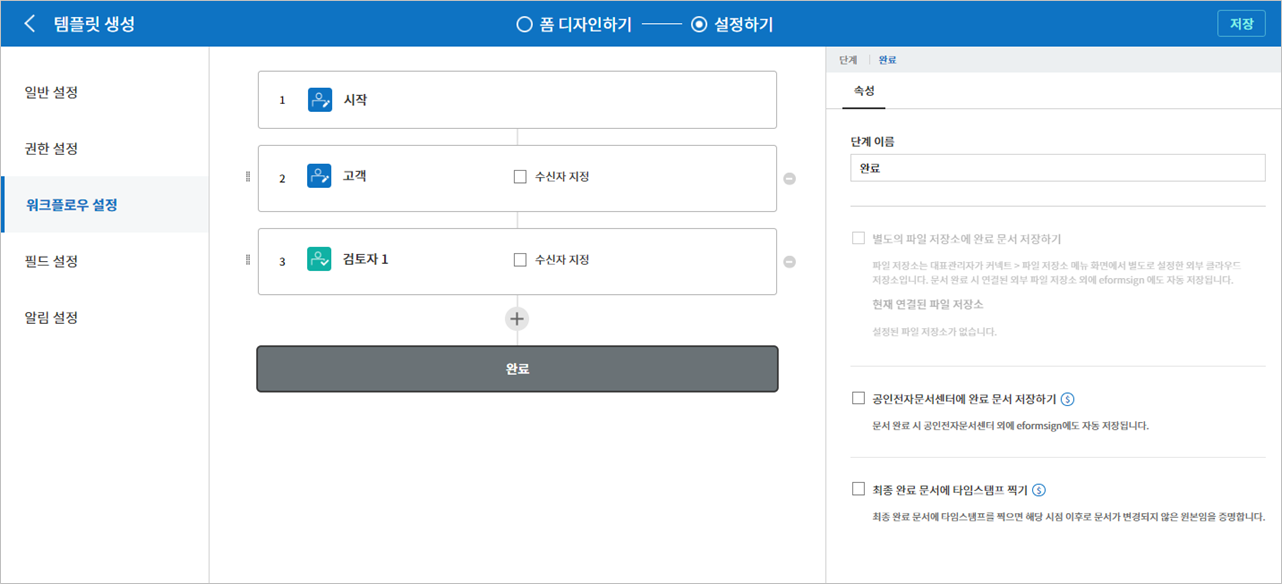 템플릿 생성
폼 디자인하기
설정하기
저장
일반 설정
권한 설정
워크플로우 설정
필드 설정
알림 설정
1 시작
2 고객 수신자 지정
3 검토자 1 수신자 지정
완료
단계 완료
속성
단계 이름
완료
별도의 파일 저장소에 완료 문서 저장하기
파일 저장소는 대표관리자가 커넥트 > 파일 저장소 메뉴 화면에서 별도로 설정한 외부 클라우드
저장소입니다. 문서 완료 시 연결된 외부 파일 저장소 외에 eformsign 에도 자동 저장됩니다.
현재 연결된 파일 저장소
설정된 파일 저장소가 없습니다.
공인전자문서센터에 완료 문서 저장하기
문서 완료 시 공인전자문서센터 외에 eformsign에도 자동 저장됩니다.
최종 완료 문서에 타임스탬프 찍기
최종 완료 문서에 타임스탬프를 찍으면 해당 시점 이후로 문서가 변경되지 않은 원본임을 증명합니다.